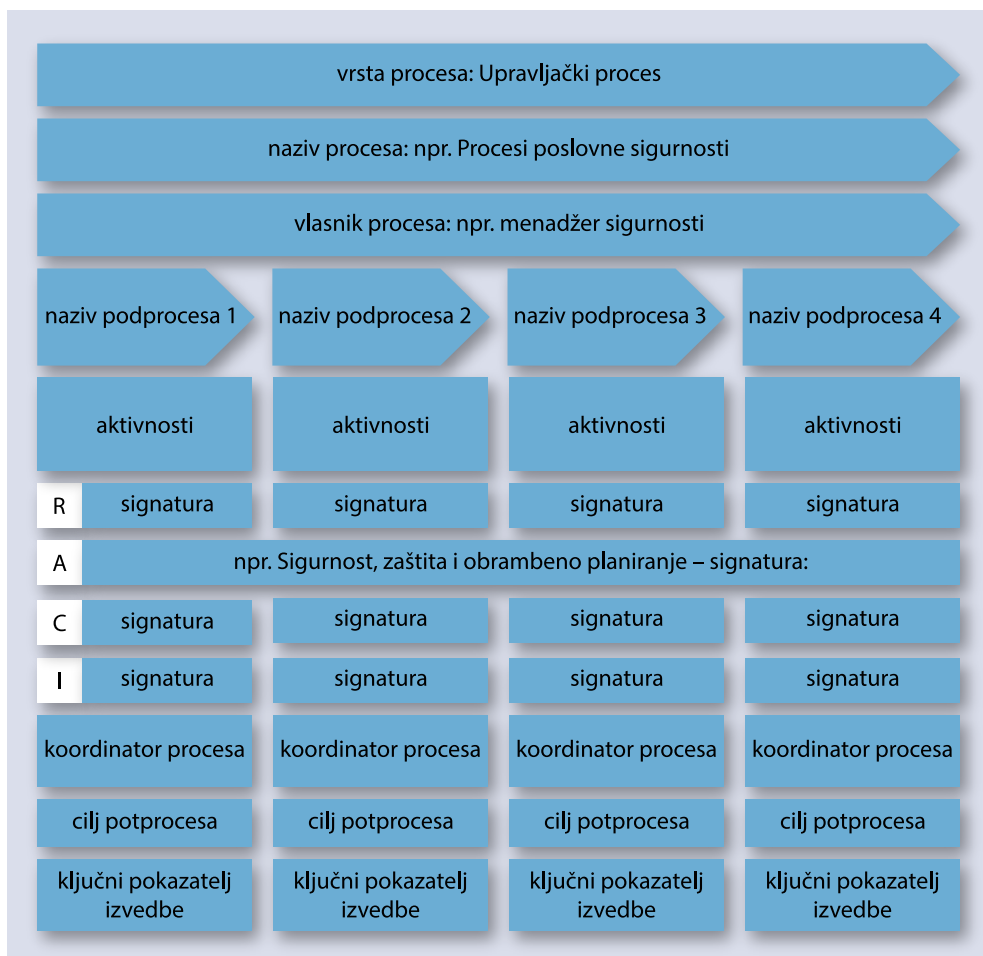 vrsta procesa: Upravljački proces
naziv procesa: npr. Procesi poslovne sigurnosti
vlasnik procesa: npr. menadžer sigurnosti
naziv podprocesa 1 naziv podprocesa 2 naziv podprocesa 3 naziv podprocesa 4
aktivnosti aktivnosti aktivnosti aktivnosti
R signatura signatura signatura signatura
A npr. Sigurnost, zaštita i obrambeno planiranje – signatura:
C signatura signatura signatura signatura
I signatura signatura signatura signatura
koordinator procesa koordinator procesa koordinator procesa koordinator procesa
cilj potprocesa cilj potprocesa cilj potprocesa cilj potprocesa
ključni pokazatelj ključni pokazatelj ključni pokazatelj ključni pokazatelj
izvedbe izvedbe izvedbe izvedbe